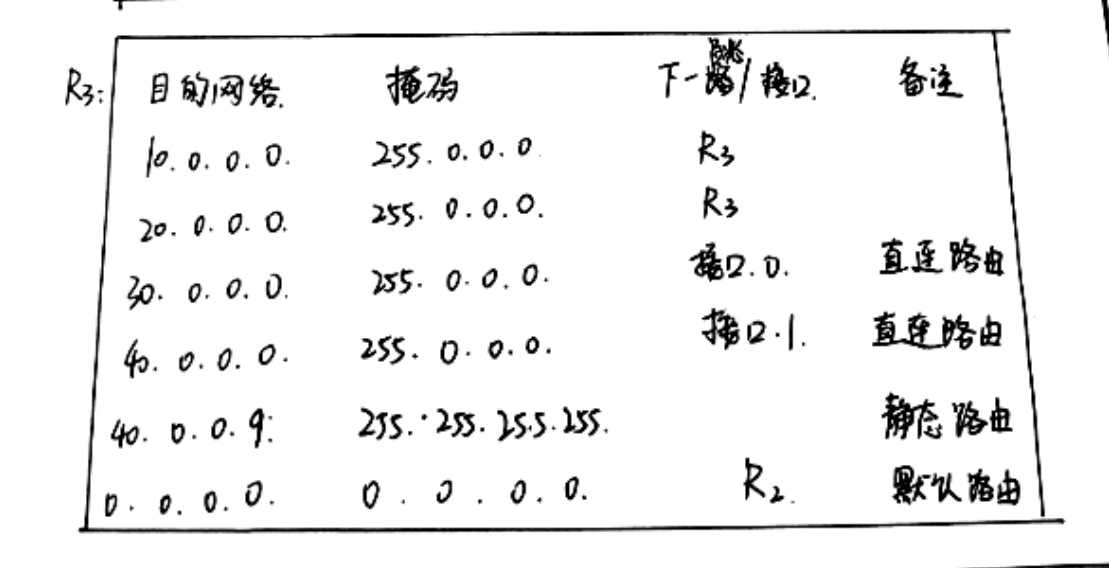 R3: 目的网络. 掩码 下一跳/接口. 备注
10. 0. 0. 0. 255. 0. 0. 0 R3
20. 0. 0. 0. 255. 0. 0. 0. R3
30. 0. 0. 0. 255. 0. 0. 0. 接口.0. 直连路由
40. 0. 0. 0. 255. 0. 0. 0. 接口.1. 直连路由
40. 0. 0. 9. 255. 255. 255. 255. 静态路由
0. 0. 0. 0. 0. 0. 0. 0. R2. 默认路由